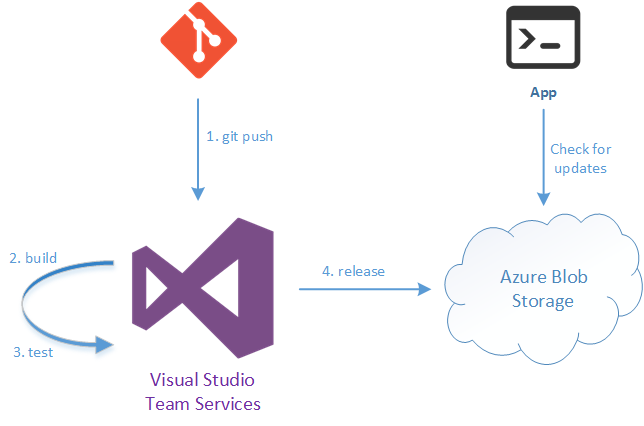 App
1. git push
Check for
updates
2. build
4. release
Azure Blob
Storage
3. test
Visual Studio
Team Services